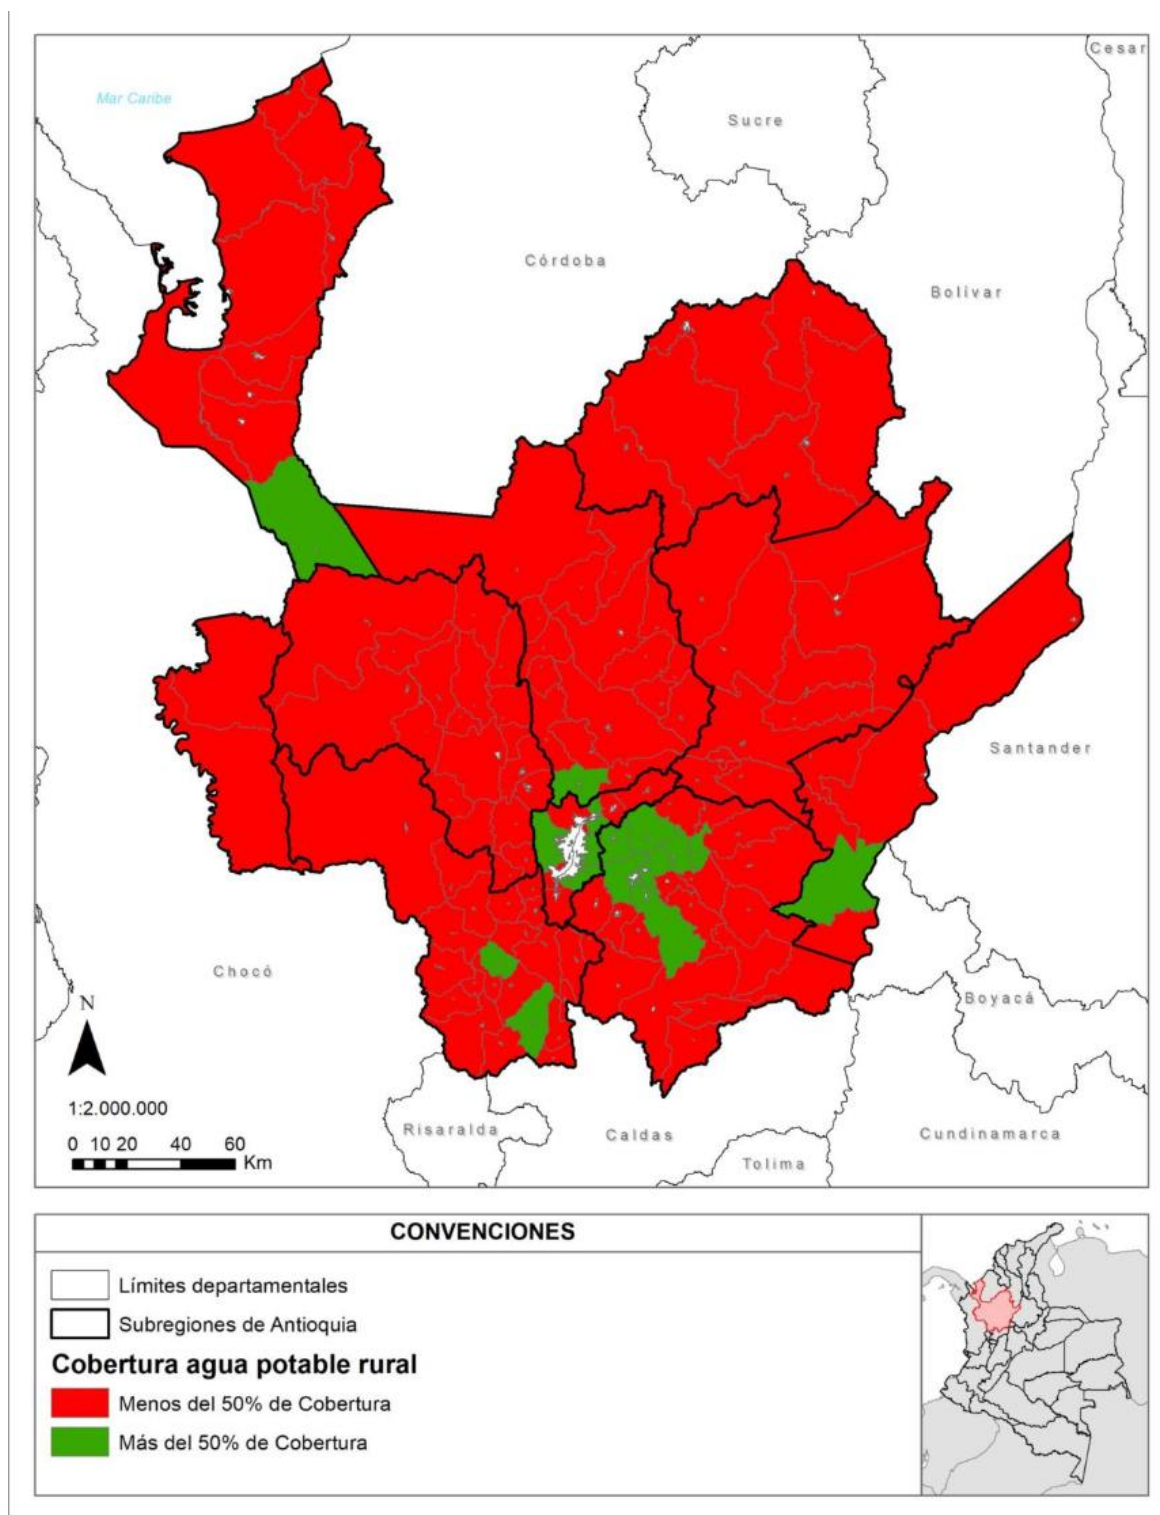 Cesar
Mar Caribe
Sucre
Córdoba
Bolívar
Santander
Chocó
N
Boyacá
1:2.000.000
Risaralda
Caldas
Cundinamarca
0 10 20 40 60
Km
Tolima
CONVENCIONES
Límites departamentales
Subregiones de Antioquia
Cobertura agua potable rural
Menos del 50% de Cobertura
Más del 50% de Cobertura